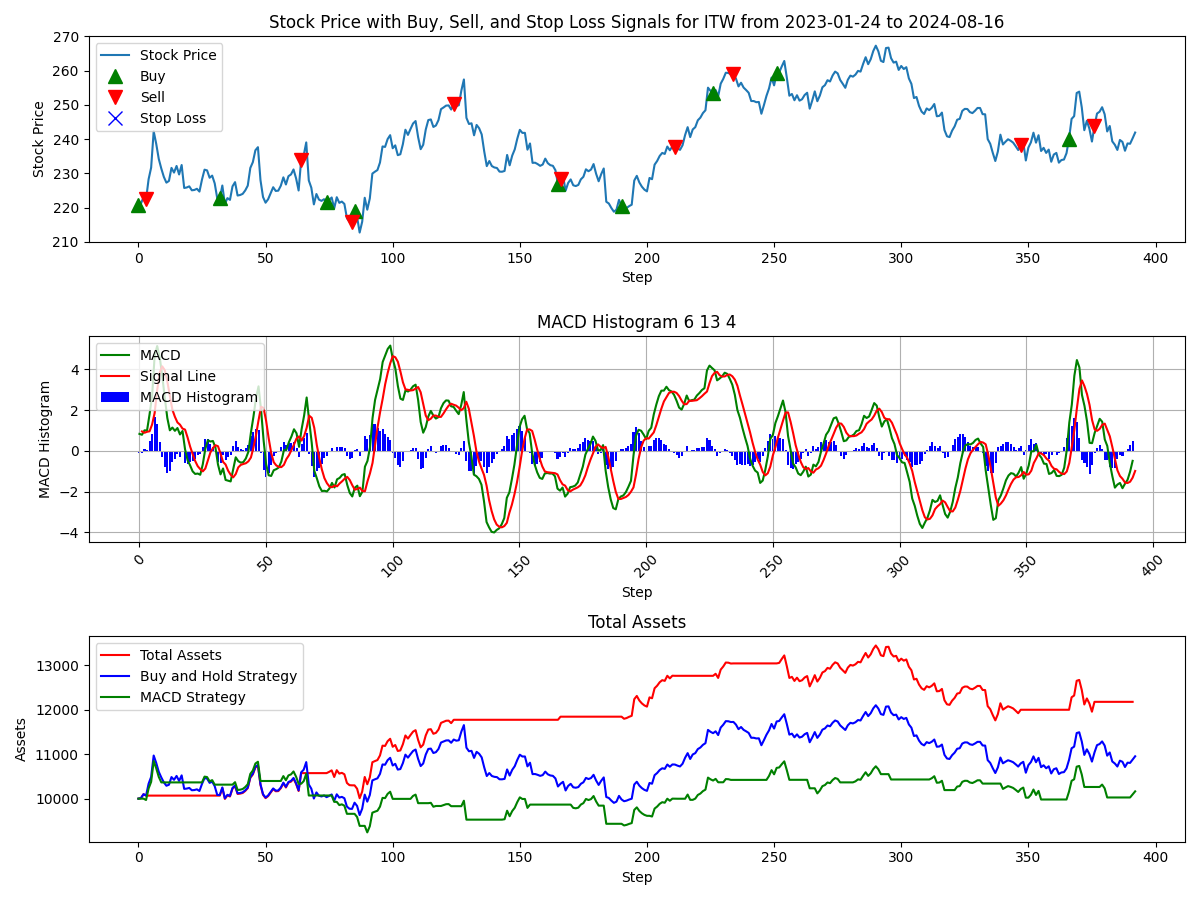 Stock Price with Buy, Sell, and Stop Loss Signals for ITW from 2023-01-24 to 2024-08-16
Stock Price
270
260
250
240
230
220
210
Stock Price
Buy
Sell
Stop Loss
0 50 100 150 200 250 300 350 400
Step
MACD Histogram 6 13 4
MACD Histogram
4
2
0
−2
−4
MACD
Signal Line
MACD Histogram
0 50 100 150 200 250 300 350 400
Step
Total Assets
Assets
13000
12000
11000
10000
Total Assets
Buy and Hold Strategy
MACD Strategy
0 50 100 150 200 250 300 350 400
Step